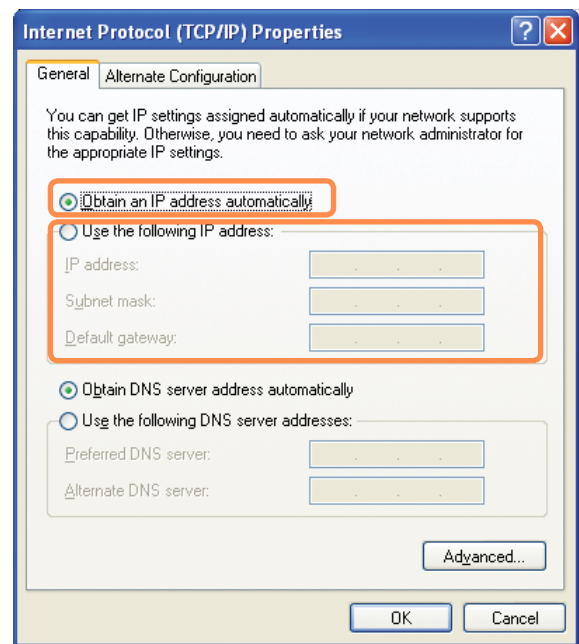 Internet Protocol (TCP/IP) Properties
General
Alternate Configuration
You can get IP settings assigned automatically if your network supports
this capability. Otherwise, you need to ask your network administrator for
the appropriate IP settings.
Obtain an IP address automatically
Use the following IP address:
IP address:
Subnet mask:
Default gateway:
Obtain DNS server address automatically
Use the following DNS server addresses:
Preferred DNS server:
Alternate DNS server:
Advanced...
OK
Cancel